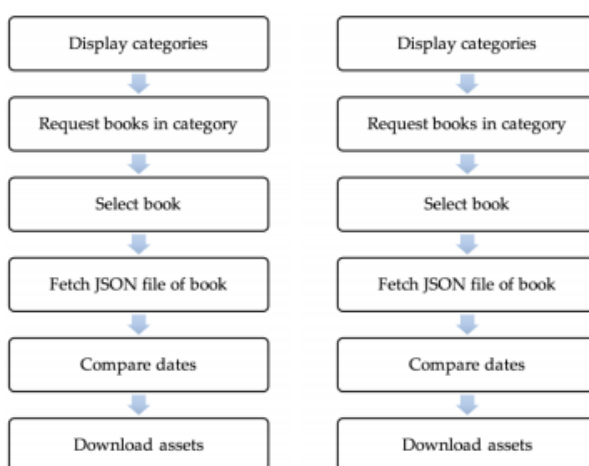 Display categories
Request books in category
Select book
Fetch JSON file of book
Compare dates
Download assets
Display categories
Request books in category
Select book
Fetch JSON file of book
Compare dates
Download assets